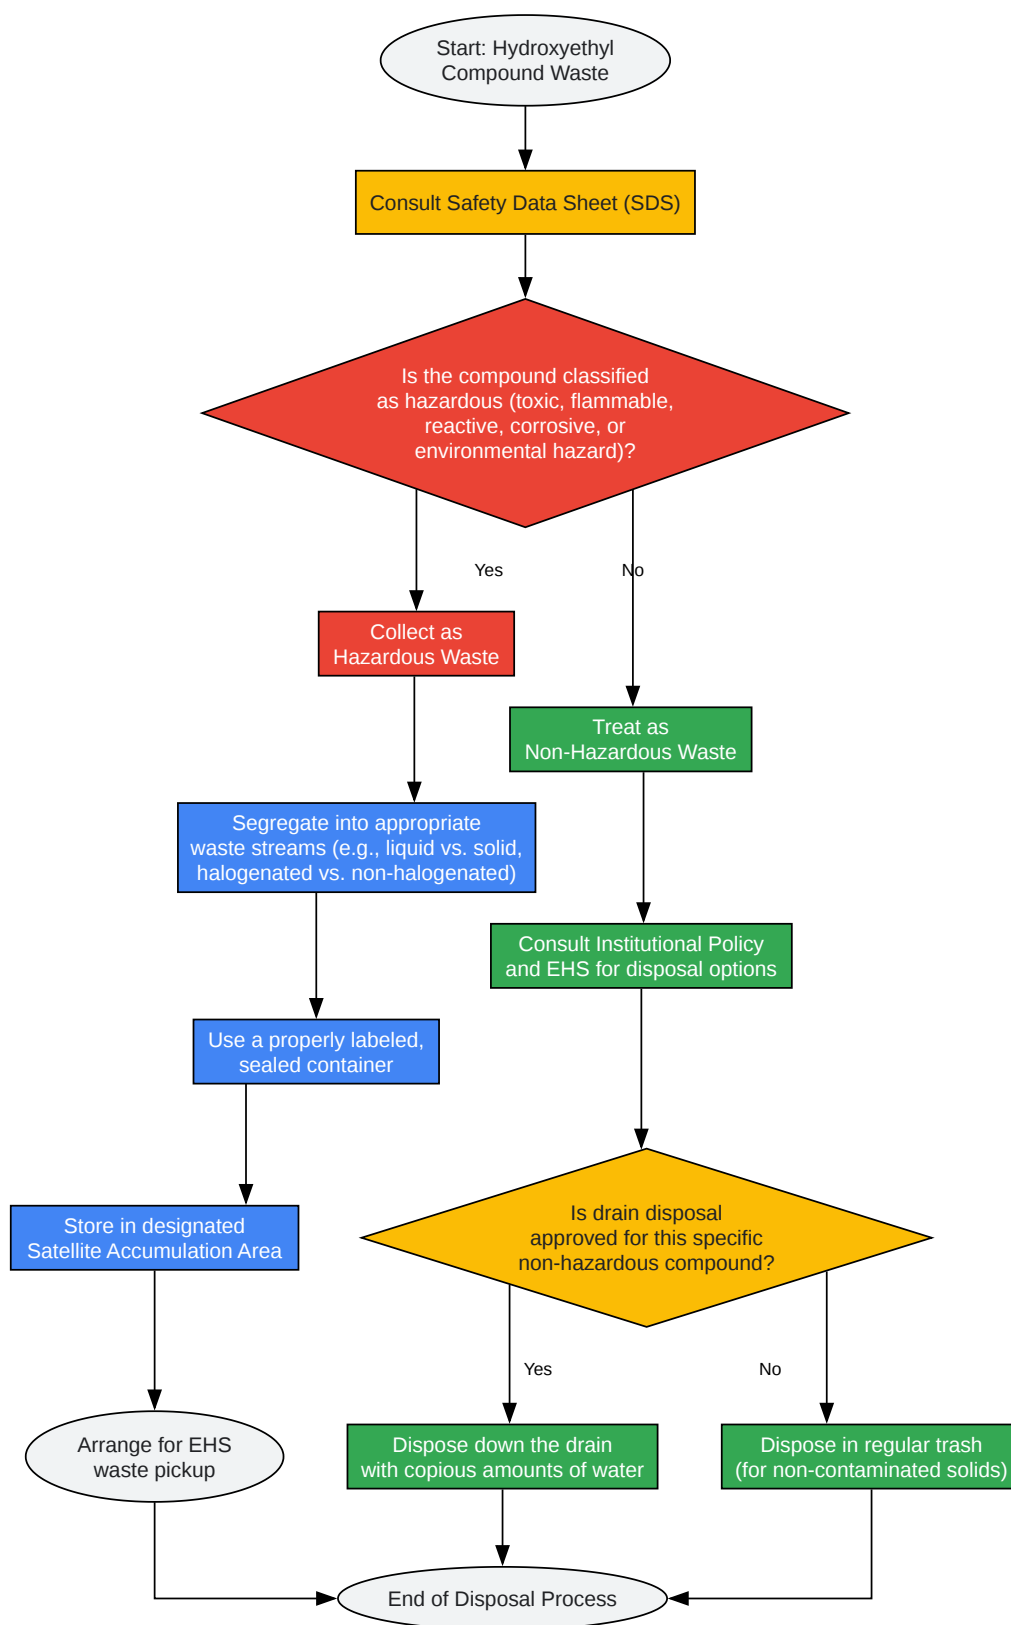 Start: Hydroxyethyl
Compound Waste
Consult Safety Data Sheet (SDS)
Is the compound classified
as hazardous (toxic, flammable,
reactive, corrosive, or
environmental hazard)?
Yes
No
Collect as
Hazardous Waste
Treat as
Non-Hazardous Waste
Segregate into appropriate
waste streams (e.g., liquid vs. solid,
halogenated vs. non-halogenated)
Consult Institutional Policy
and EHS for disposal options
Use a properly labeled,
sealed container
Store in designated
Satellite Accumulation Area
Is drain disposal
approved for this specific
non-hazardous compound?
Yes
No
Arrange for EHS
waste pickup
Dispose down the drain
with copious amounts of water
Dispose in regular trash
(for non-contaminated solids)
End of Disposal Process